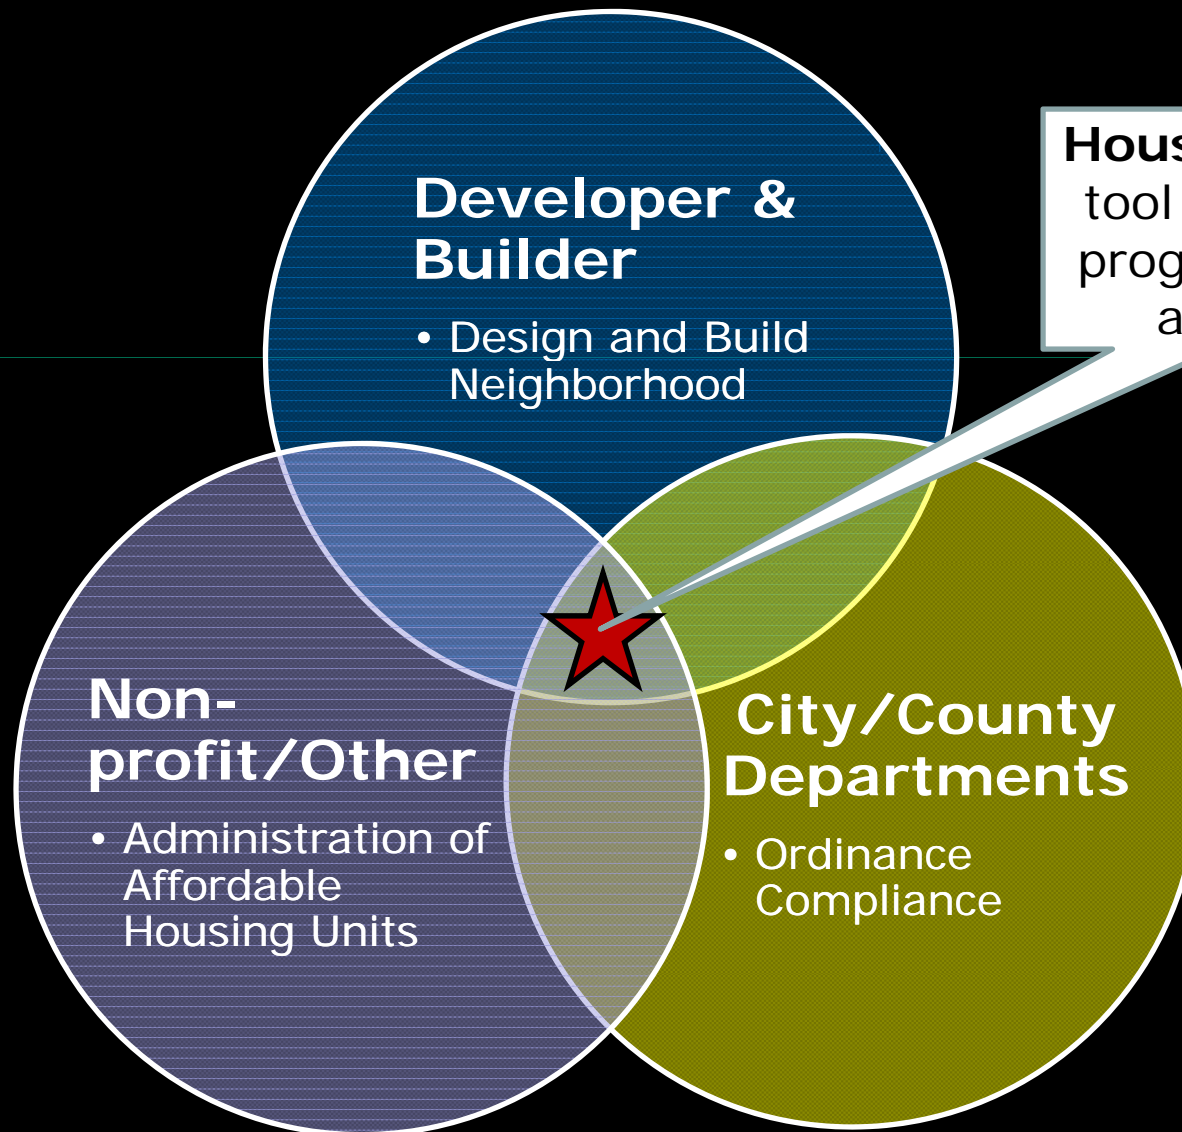 Developer &
Builder
• Design and Build
Neighborhood
tool
Non-
profit/Other
• Administration of
Affordable
Housing Units
City/County
Departments
• Ordinance
Compliance